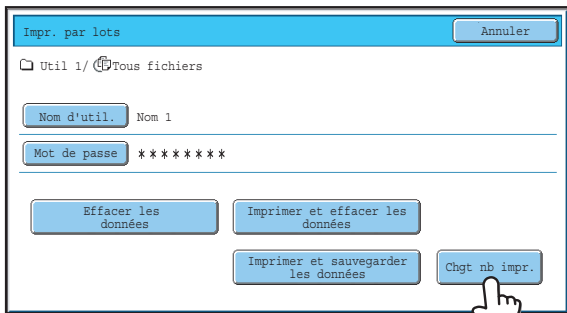 Impr. par lots
Annuler
Util 1/ Tous fichiers
Nom d'util. Nom 1
Mot de passe ********
Effacer les
données
Imprimer et effacer les
données
Imprimer et sauvegarder
les données
Chgt nb impr.